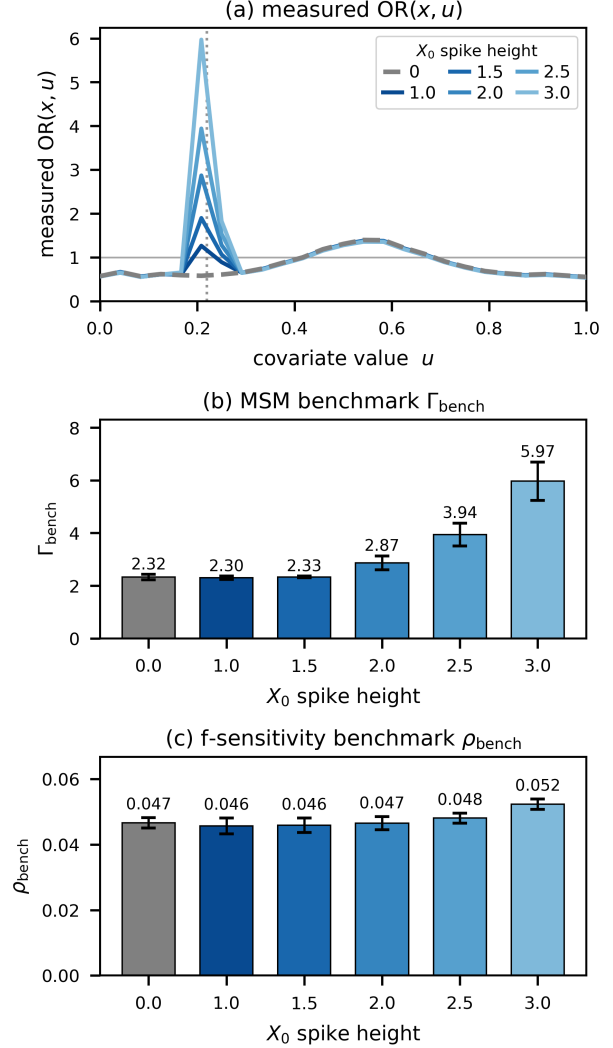 (a) measured OR(x, u)
measured OR(x, u)
6
5
4
3
2
1
0
X₀ spike height
0 1.5 2.5
1.0 2.0 3.0
0.0 0.2 0.4 0.6 0.8 1.0
covariate value u
(b) MSM benchmark Γbench
Γbench
8
6
4
2
0
2.32 2.30 2.33 2.87 3.94 5.97
0.0 1.0 1.5 2.0 2.5 3.0
X₀ spike height
(c) f-sensitivity benchmark ρbench
ρbench
0.06
0.04
0.02
0.00
0.047 0.046 0.046 0.047 0.048 0.052
0.0 1.0 1.5 2.0 2.5 3.0
X₀ spike height